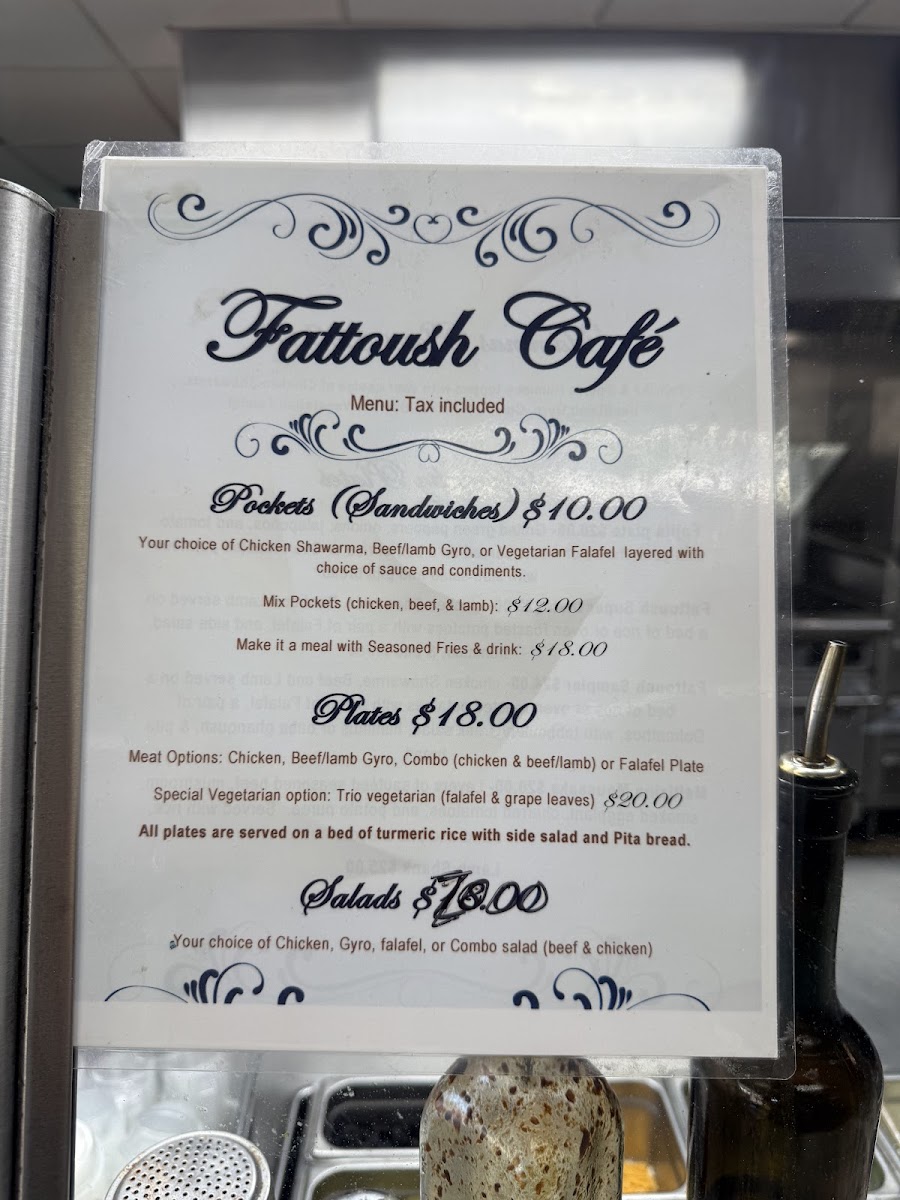 Fattoush Café
Menu: Tax included
Pockets (Sandwiches) $10.00
Your choice of Chicken Shawarma, Beef/lamb Gyro, or Vegetarian Falafel layered with
choice of sauce and condiments.
Mix Pockets (chicken, beef, & lamb): $12.00
Make it a meal with Seasoned Fries & drink: $18.00
Plates $18.00
Meat Options: Chicken, Beef/lamb Gyro, Combo (chicken & beef/lamb) or Falafel Plate
Special Vegetarian option: Trio vegetarian (falafel & grape leaves) $20.00
All plates are served on a bed of turmeric rice with side salad and Pita bread.
Salads
Your choice of Chicken, Gyro, falafel, or Combo salad (beef & chicken)